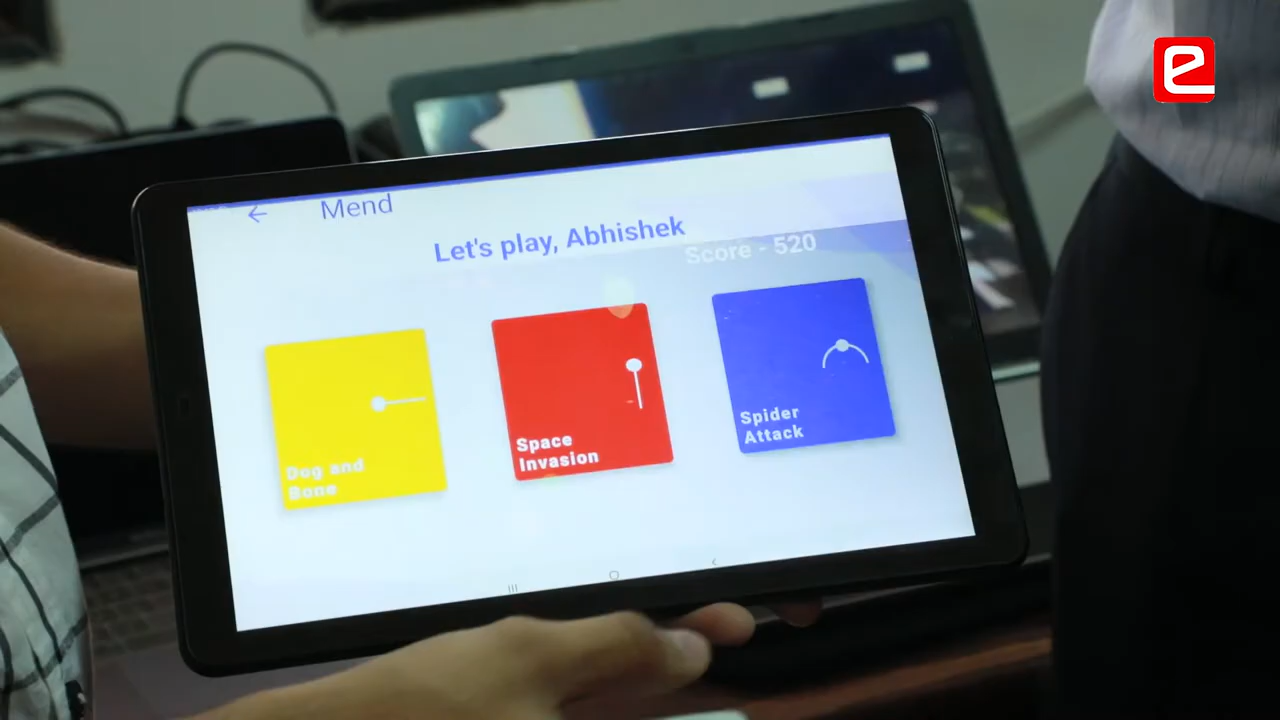 e
Mend
Let's play, Abhishek
Score - 520
Dog and
Bone
Space
Invasion
Spider
Attack